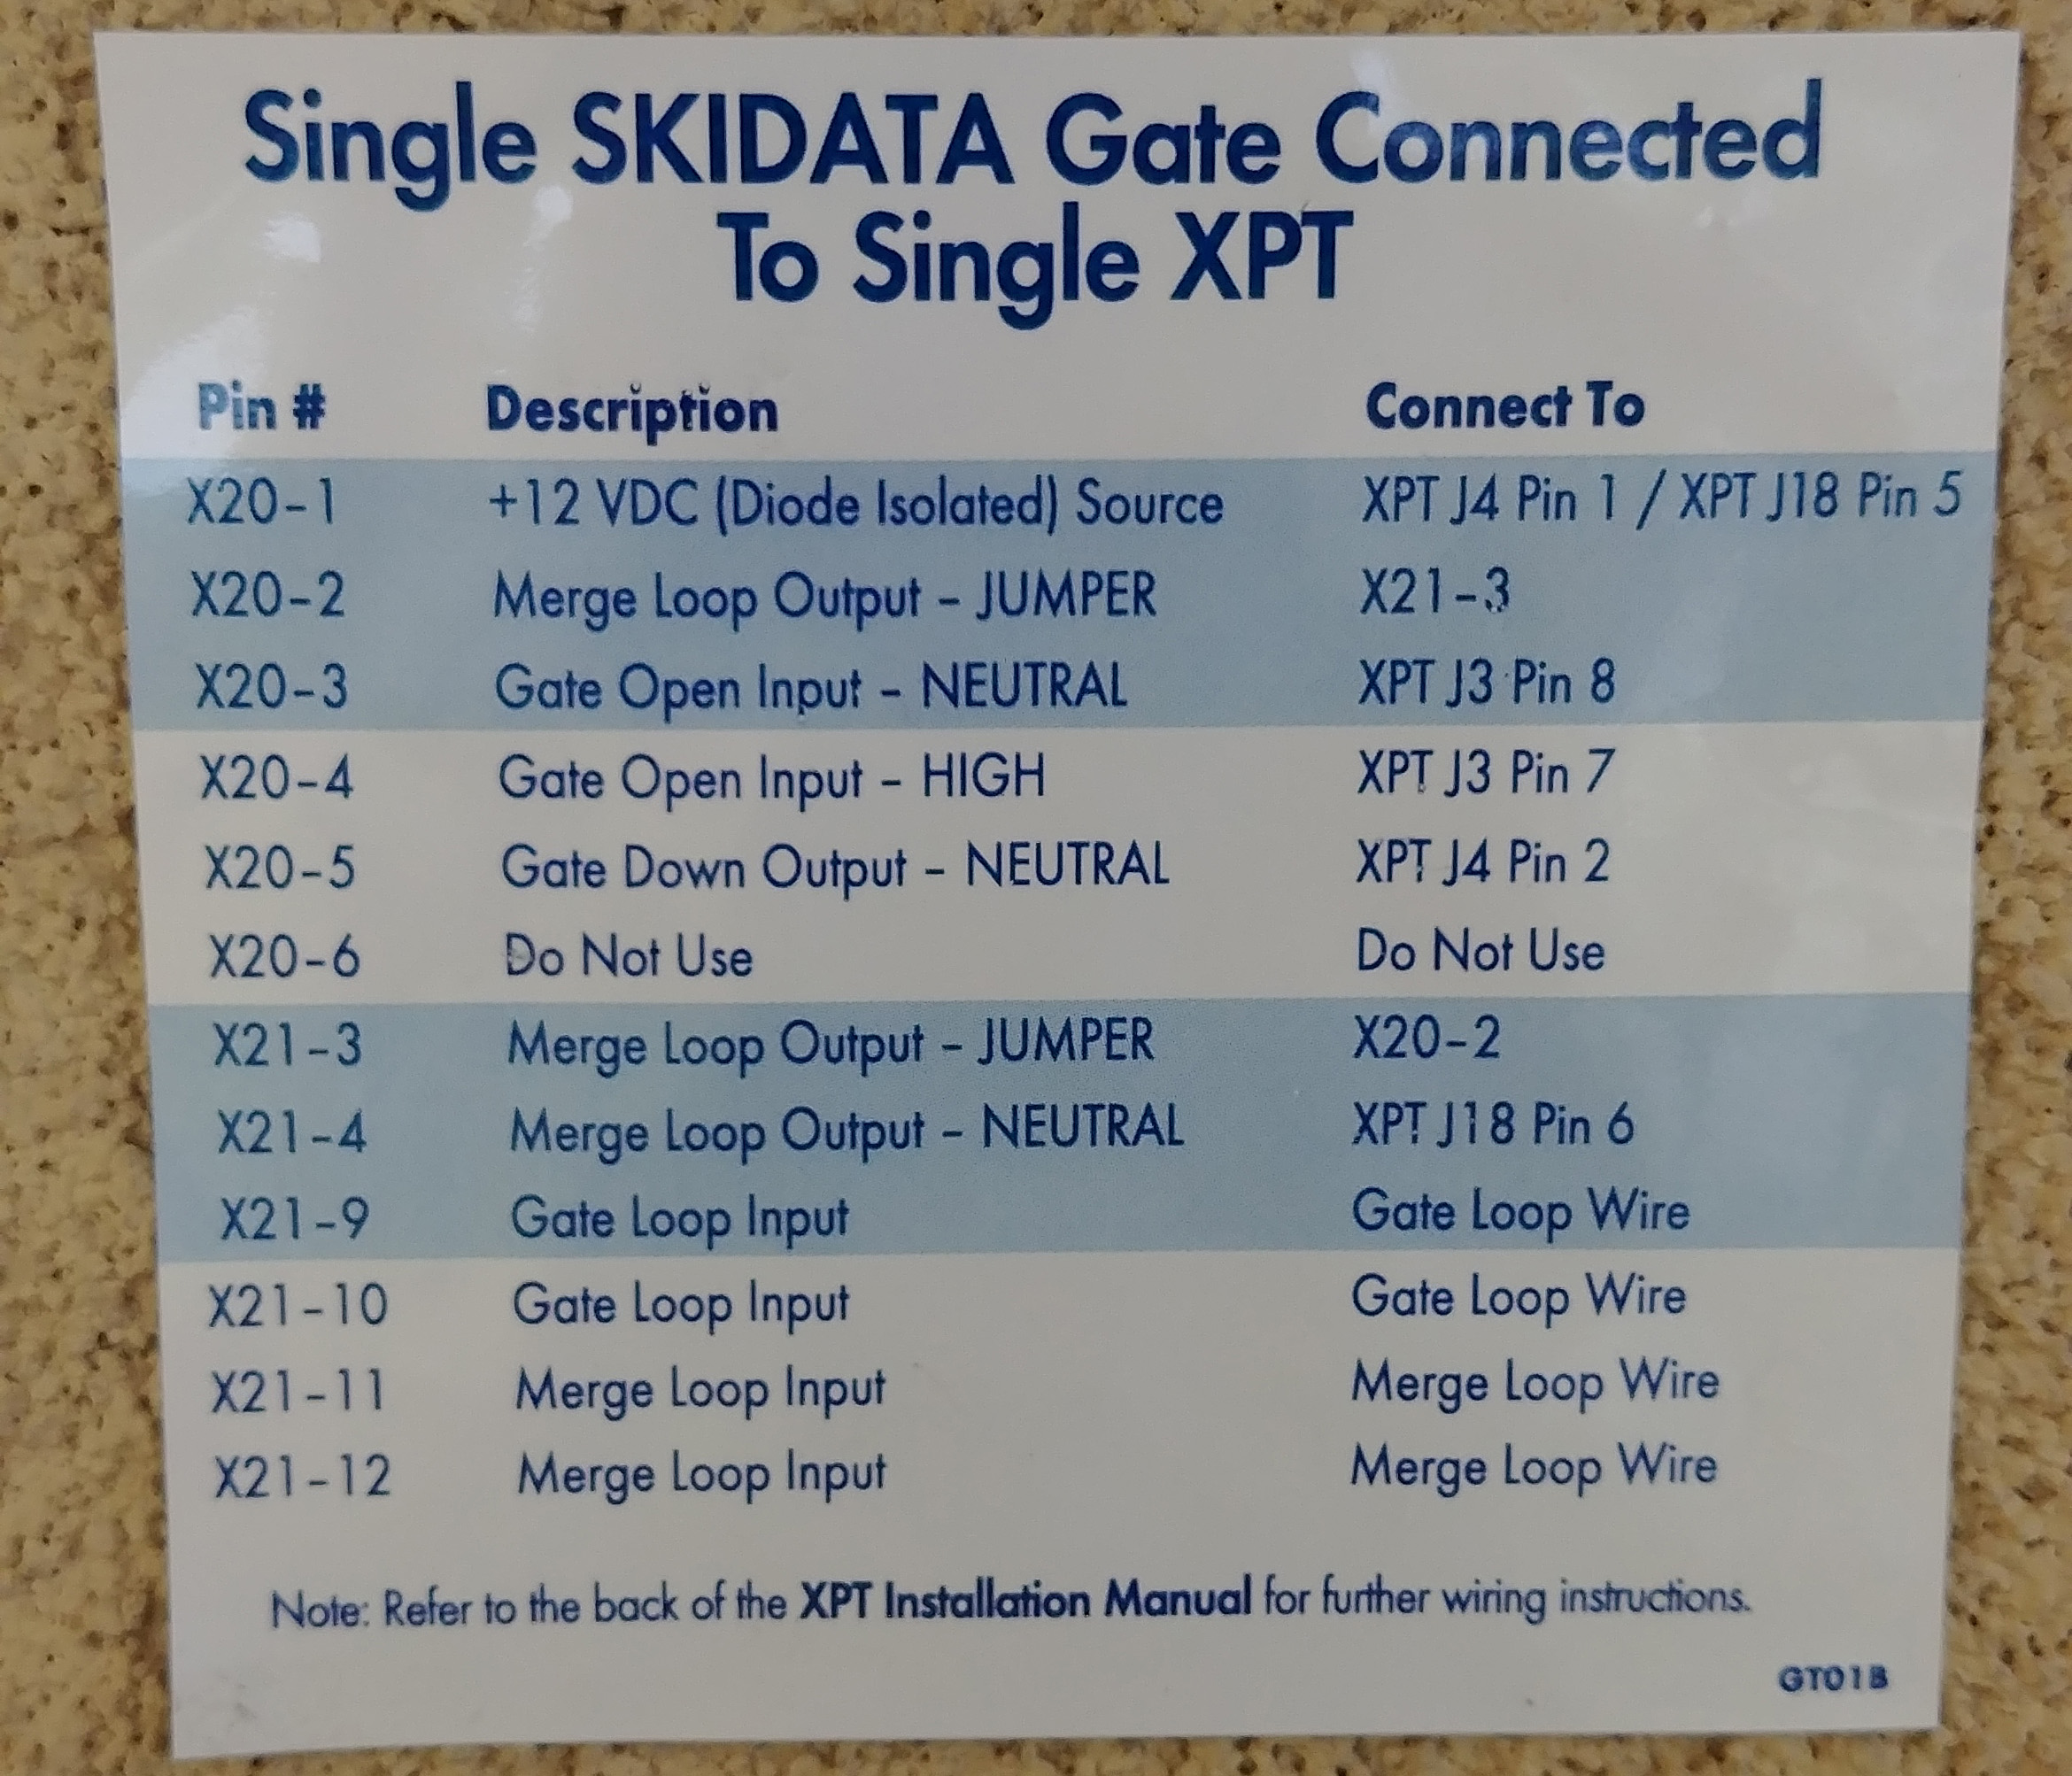 Single SKIDATA Gate Connected
To Single XPT
Pin # Description Connect To
X20-1 +12 VDC (Diode Isolated) Source XPT J4 Pin 1 / XPT J18 Pin 5
X20-2 Merge Loop Output - JUMPER X21-3
X20-3 Gate Open Input - NEUTRAL XPT J3 Pin 8
X20-4 Gate Open Input - HIGH XPT J3 Pin 7
X20-5 Gate Down Output - NEUTRAL XPT J4 Pin 2
X20-6 Do Not Use Do Not Use
X21-3 Merge Loop Output - JUMPER X20-2
X21-4 Merge Loop Output - NEUTRAL XPT J18 Pin 6
X21-9 Gate Loop Input Gate Loop Wire
X21-10 Gate Loop Input Gate Loop Wire
X21-11 Merge Loop Input Merge Loop Wire
X21-12 Merge Loop Input Merge Loop Wire
Note: Refer to the back of the XPT Installation Manual for further wiring instructions.
GT01B